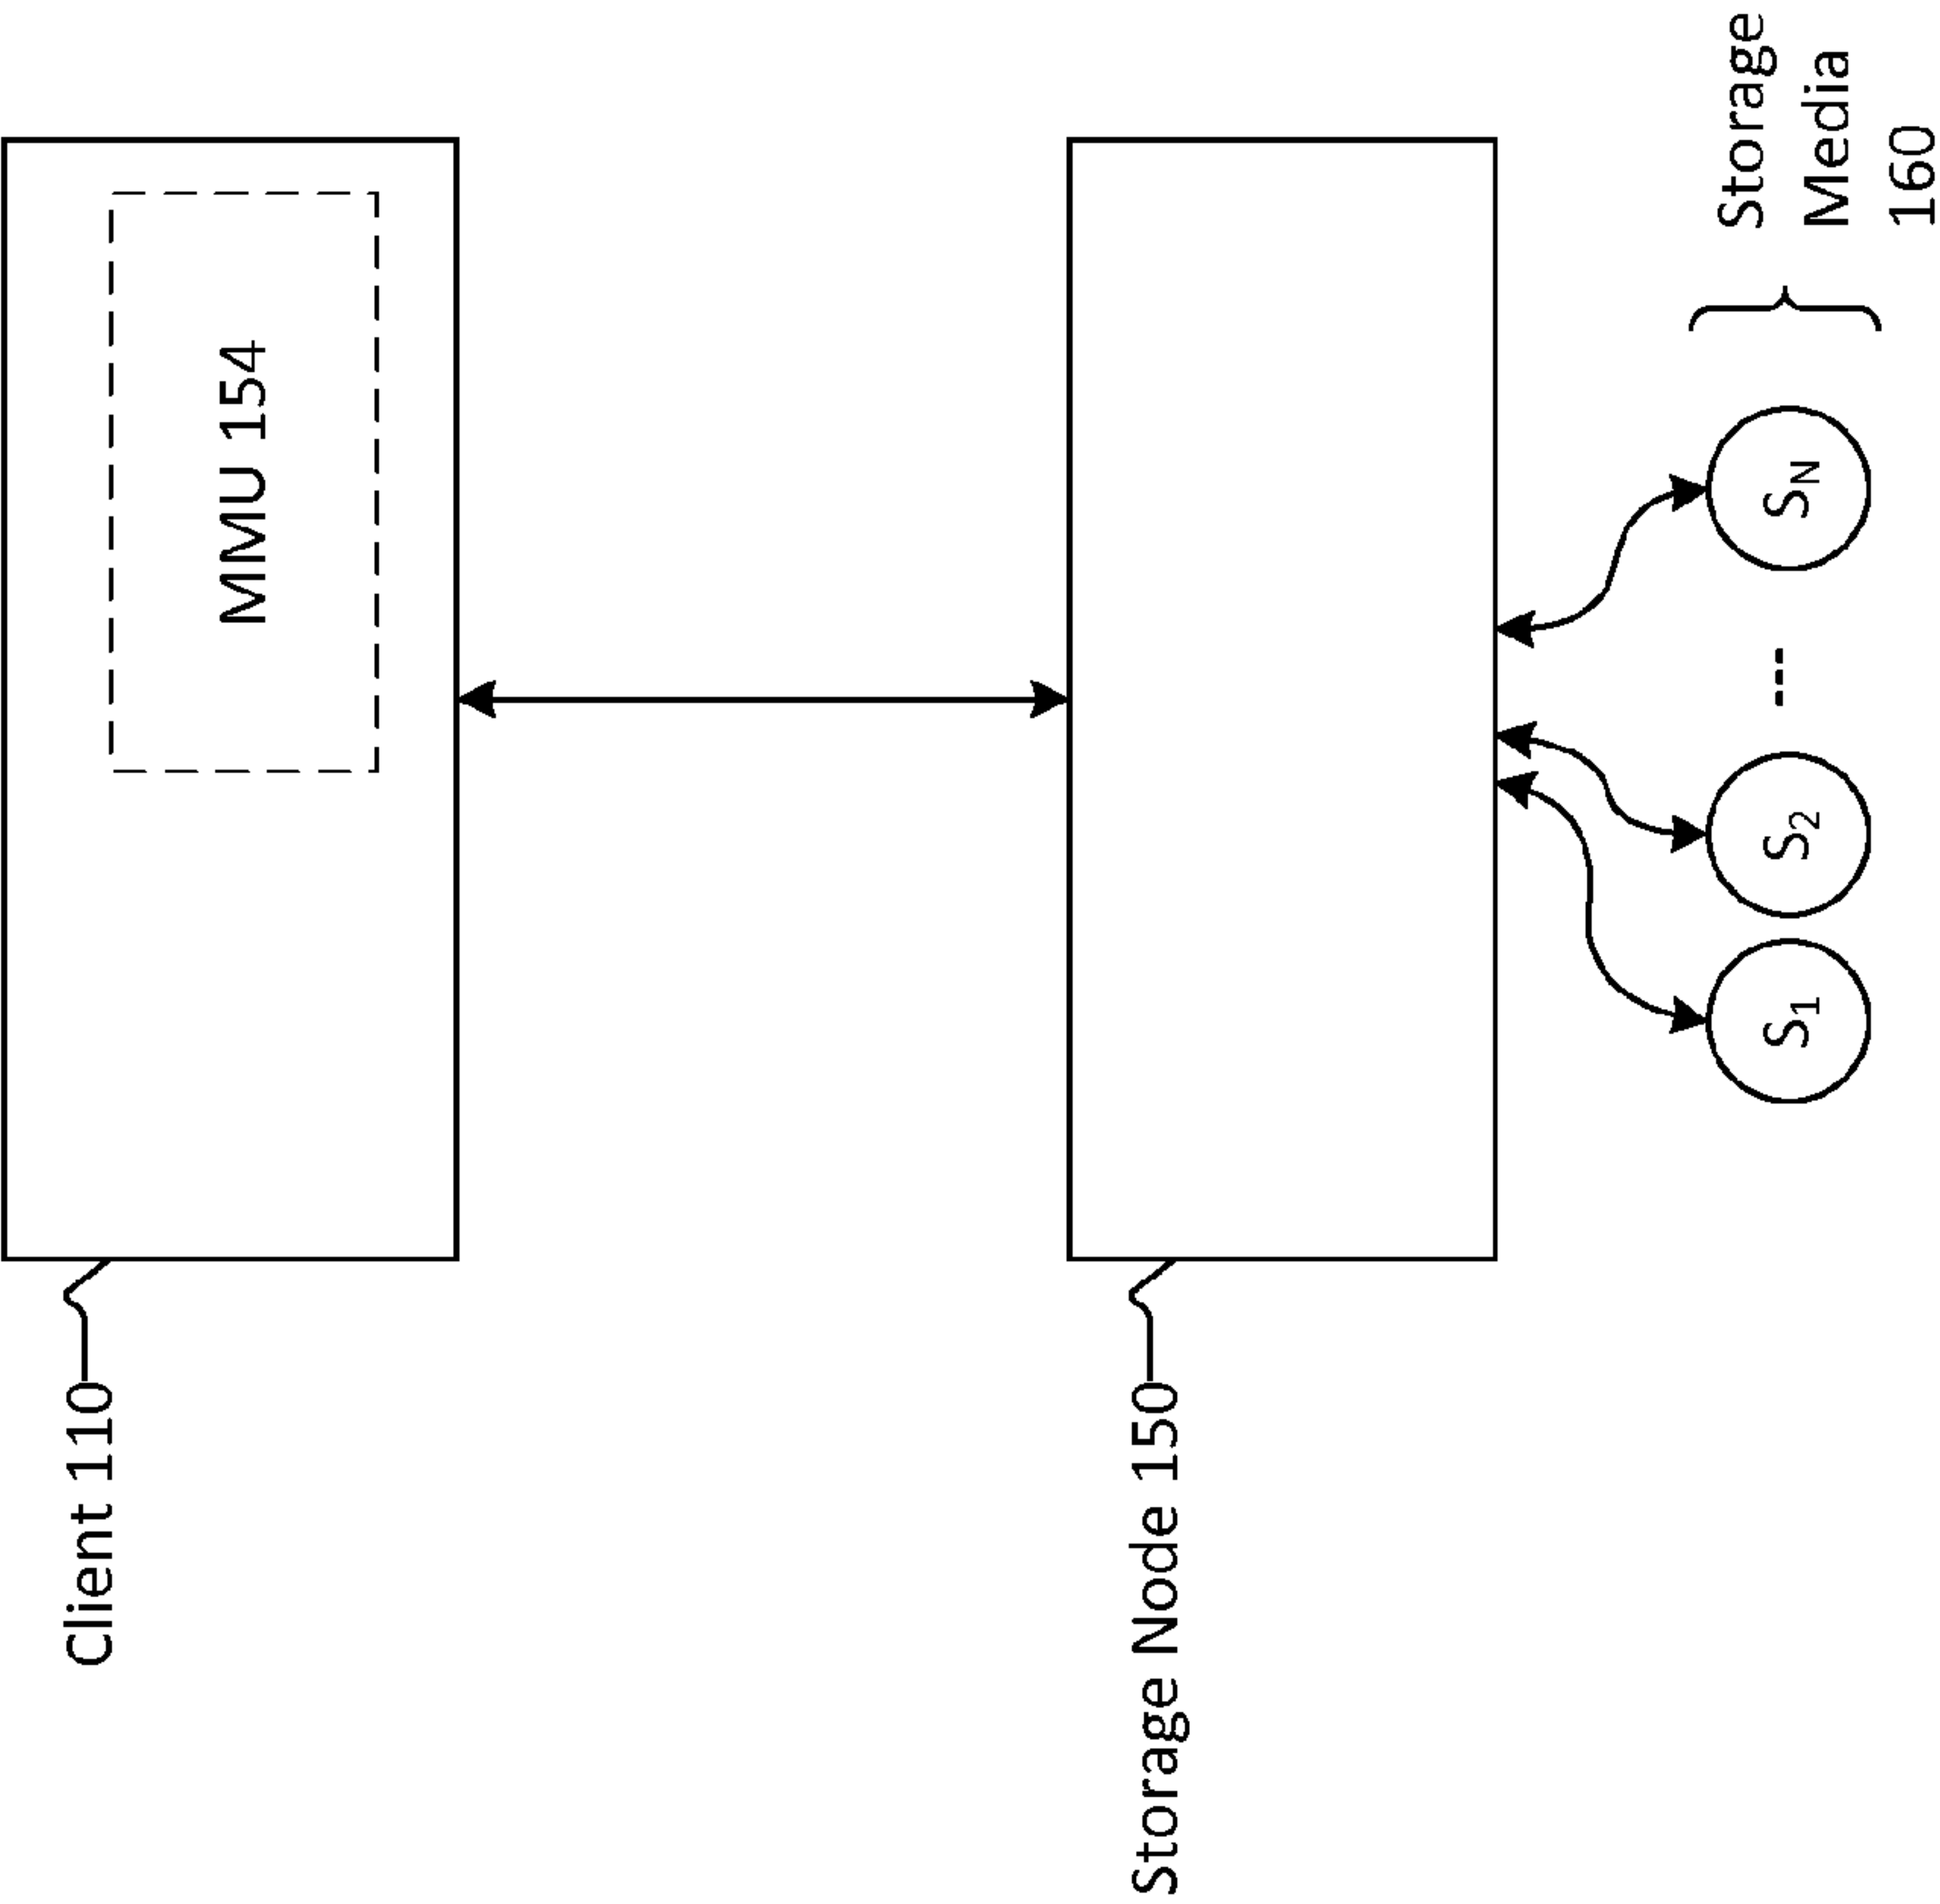 Client 110
MMU 154
Storage Node 150
S1
S2
---
SN
Storage
Media
160